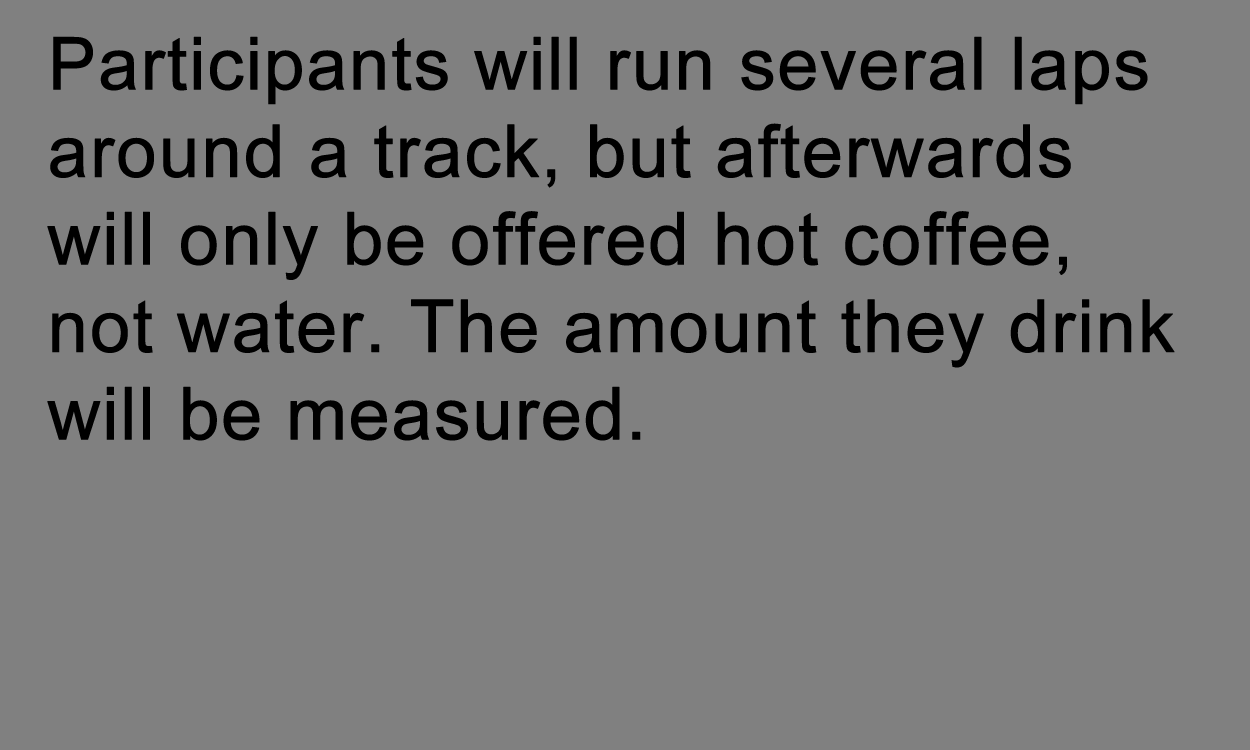 Participants will run several laps
around a track, but afterwards
will only be offered hot coffee,
not water. The amount they drink
will be measured.